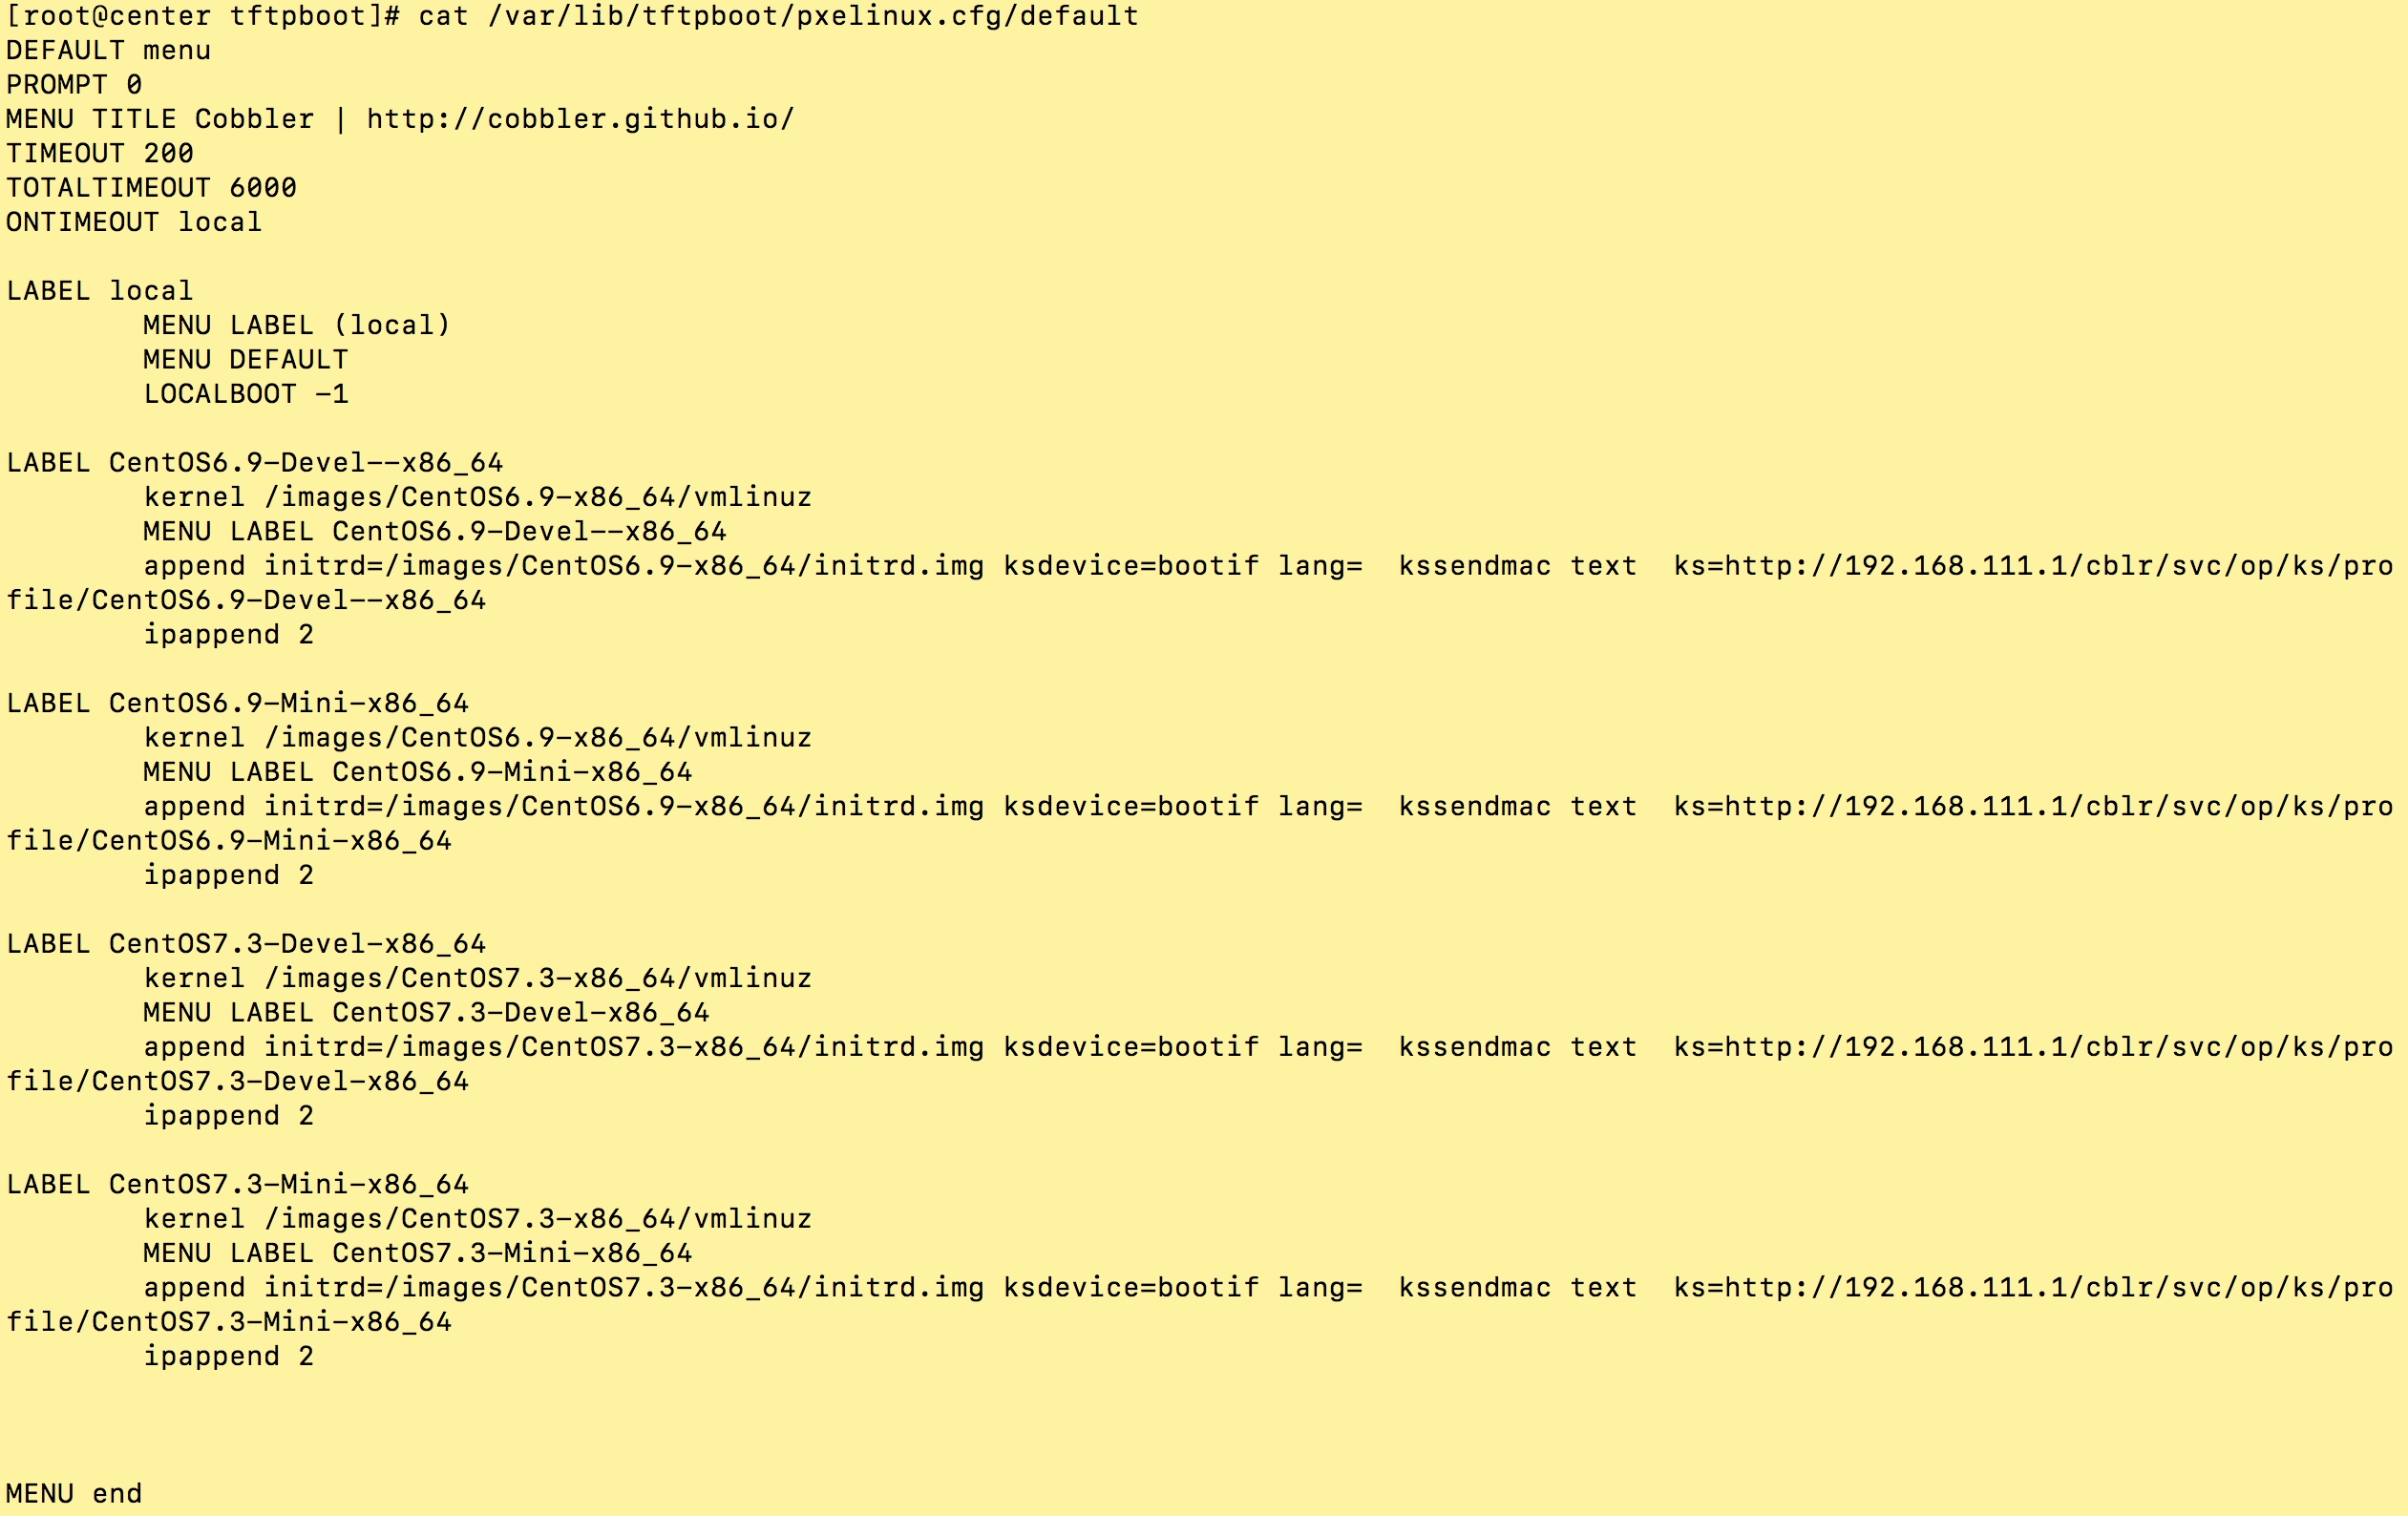 [root@center tftpboot]# cat /var/lib/tftpboot/pxelinux.cfg/default
DEFAULT menu
PROMPT 0
MENU TITLE Cobbler | http://cobbler.github.io/
TIMEOUT 200
TOTALTIMEOUT 6000
ONTIMEOUT local

LABEL local
        MENU LABEL (local)
        MENU DEFAULT
        LOCALBOOT -1

LABEL CentOS6.9-Devel--x86_64
        kernel /images/CentOS6.9-x86_64/vmlinuz
        MENU LABEL CentOS6.9-Devel--x86_64
        append initrd=/images/CentOS6.9-x86_64/initrd.img ksdevice=bootif lang=  kssendmac text  ks=http://192.168.111.1/cblr/svc/op/ks/pro
file/CentOS6.9-Devel--x86_64
        ipappend 2

LABEL CentOS6.9-Mini-x86_64
        kernel /images/CentOS6.9-x86_64/vmlinuz
        MENU LABEL CentOS6.9-Mini-x86_64
        append initrd=/images/CentOS6.9-x86_64/initrd.img ksdevice=bootif lang=  kssendmac text  ks=http://192.168.111.1/cblr/svc/op/ks/pro
file/CentOS6.9-Mini-x86_64
        ipappend 2

LABEL CentOS7.3-Devel-x86_64
        kernel /images/CentOS7.3-x86_64/vmlinuz
        MENU LABEL CentOS7.3-Devel-x86_64
        append initrd=/images/CentOS7.3-x86_64/initrd.img ksdevice=bootif lang=  kssendmac text  ks=http://192.168.111.1/cblr/svc/op/ks/pro
file/CentOS7.3-Devel-x86_64
        ipappend 2

LABEL CentOS7.3-Mini-x86_64
        kernel /images/CentOS7.3-x86_64/vmlinuz
        MENU LABEL CentOS7.3-Mini-x86_64
        append initrd=/images/CentOS7.3-x86_64/initrd.img ksdevice=bootif lang=  kssendmac text  ks=http://192.168.111.1/cblr/svc/op/ks/pro
file/CentOS7.3-Mini-x86_64
        ipappend 2

MENU end